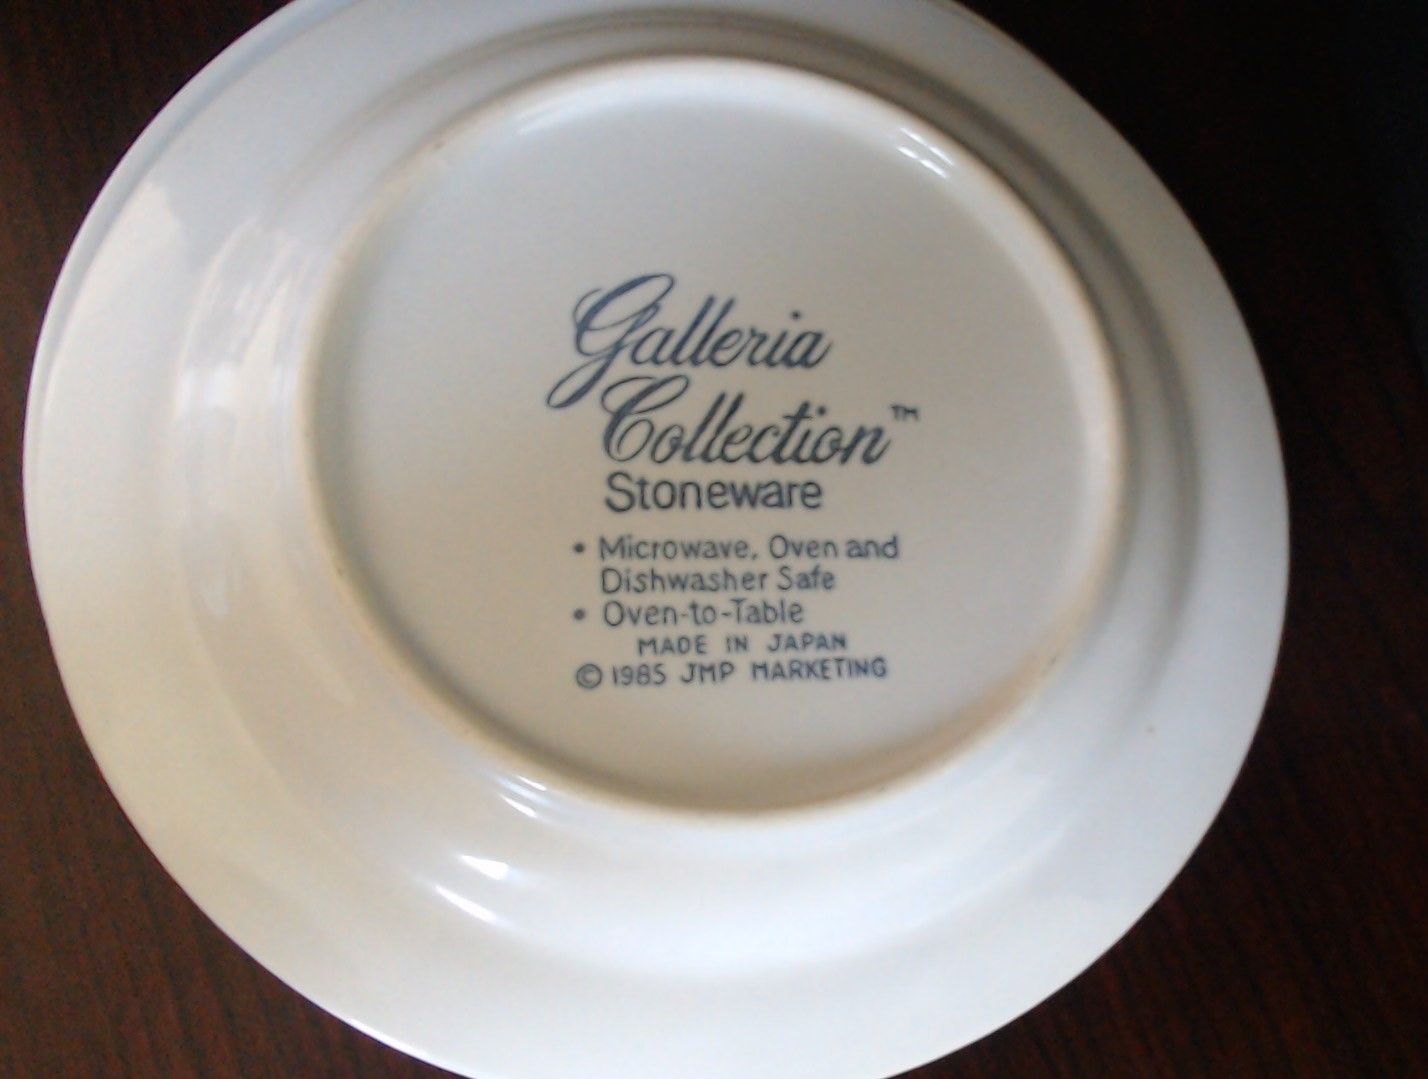 Galleria
Collection™
Stoneware
• Microwave, Oven and
Dishwasher Safe
• Oven-to-Table
MADE IN JAPAN
© 1985 JMP MARKETING